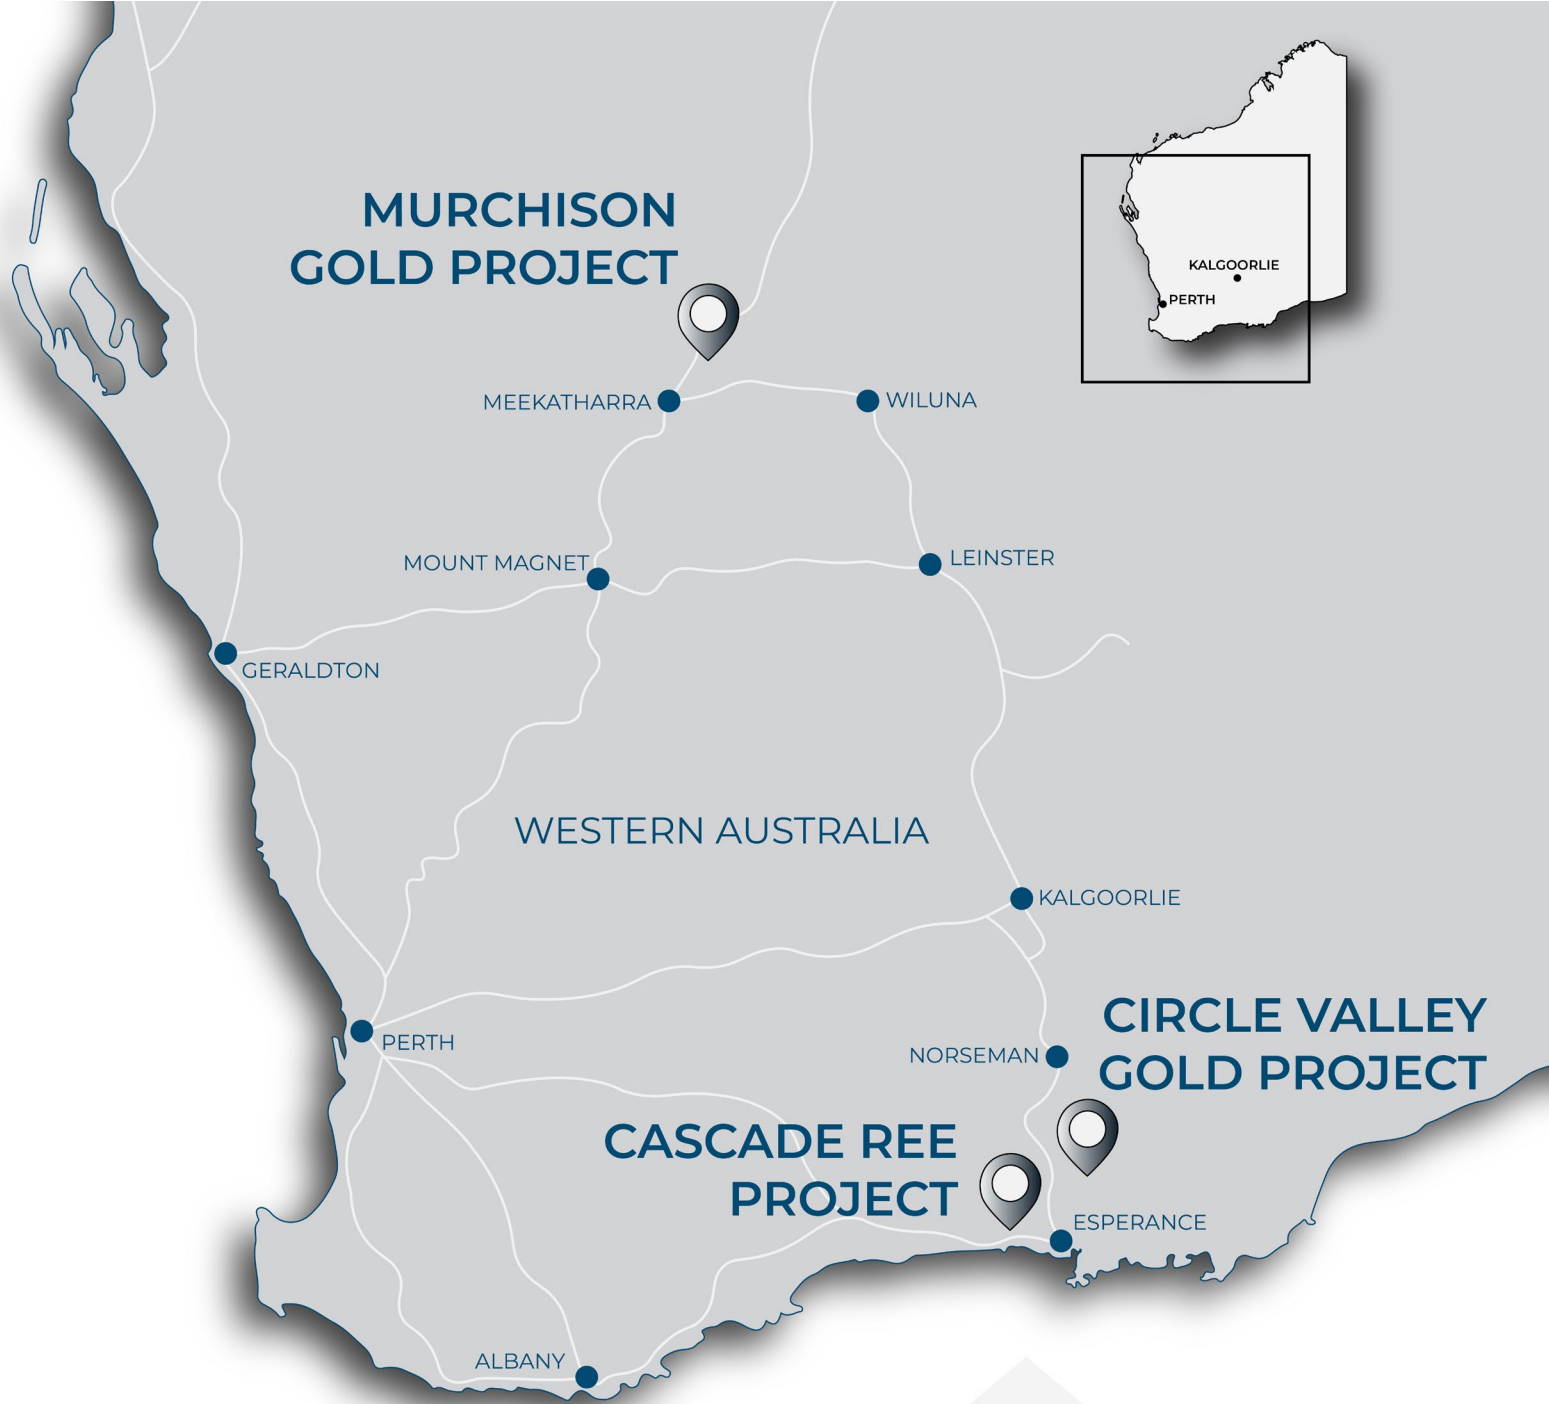 MURCHISON
GOLD PROJECT
KALGOORLIE
PERTH
MEEKATHARRA
WILUNA
MOUNT MAGNET
LEINSTER
GERALDTON
WESTERN AUSTRALIA
KALGOORLIE
CIRCLE VALLEY
GOLD PROJECT
PERTH
NORSEMAN
CASCADE REE
PROJECT
ESPERANCE
ALBANY